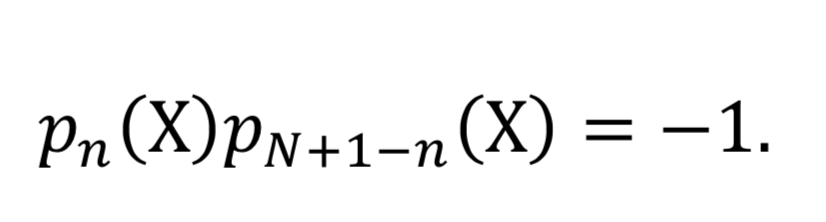 pₙ(X)p_{N+1−n}(X) = −1.